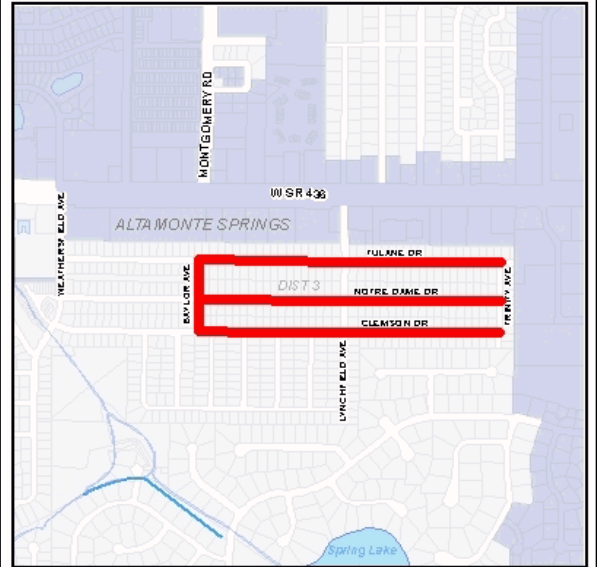 MONTGOMERY RD
W SR 436
WEATHERSFIELD AVE
ALTAMONTE SPRINGS
TULANE DR
BAYLOR AVE
DIST 3
NOTRE DAME DR
TRINITY AVE
CLEMSON DR
LYNCHFIELD AVE
Spring Lake